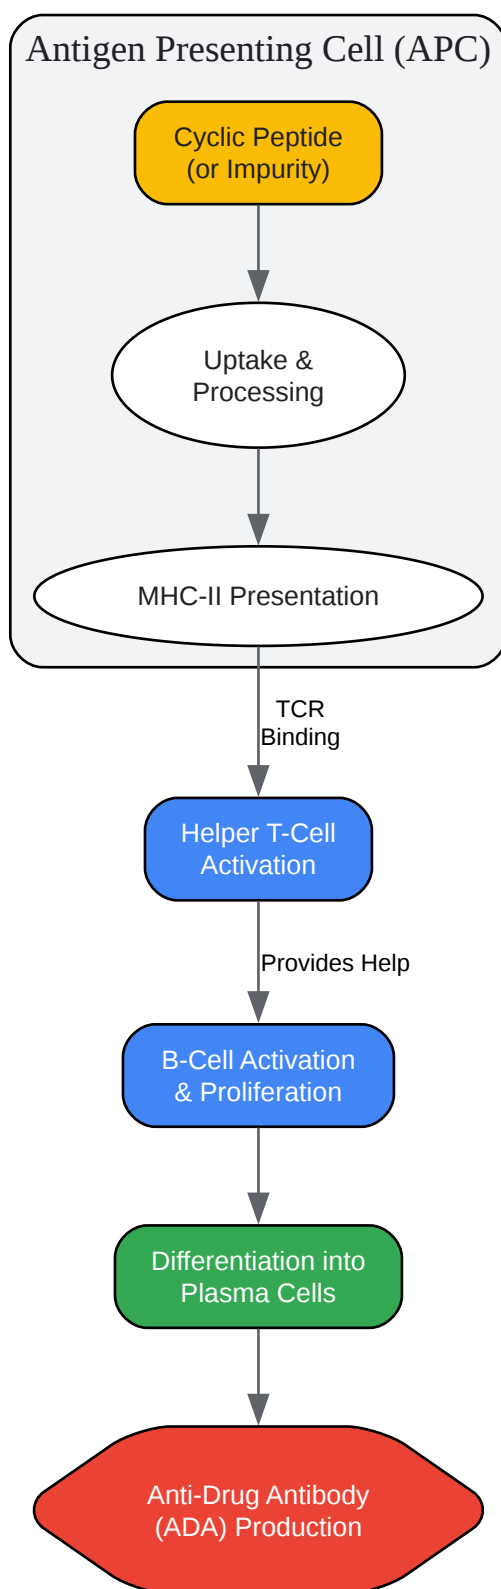 Antigen Presenting Cell (APC)
Cyclic Peptide
(or Impurity)
Uptake &
Processing
MHC-II Presentation
TCR
Binding
Helper T-Cell
Activation
Provides Help
B-Cell Activation
& Proliferation
Differentiation into
Plasma Cells
Anti-Drug Antibody
(ADA) Production